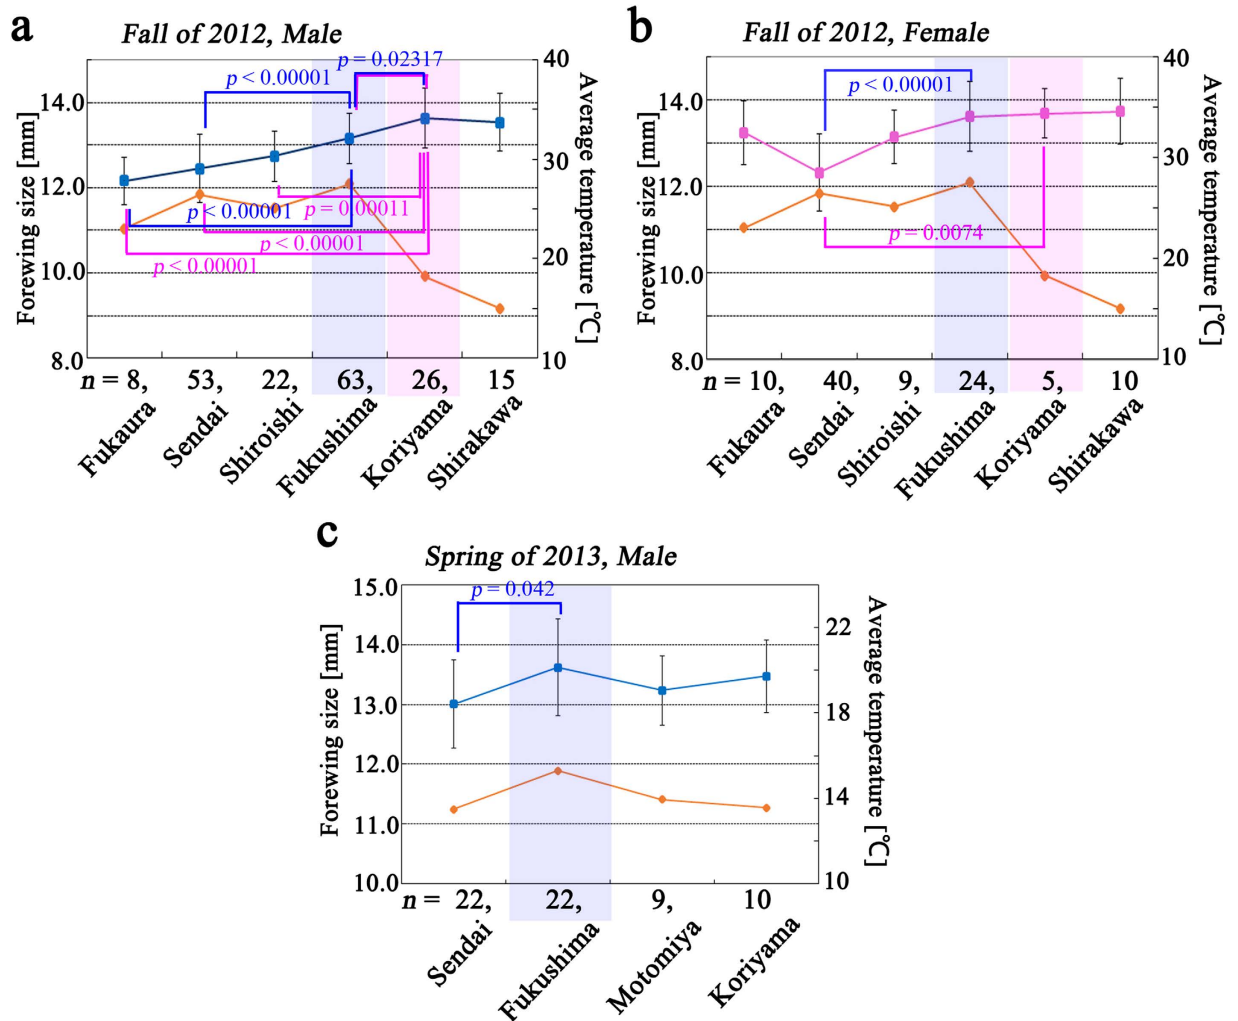 a
Fall of 2012, Male
p = 0.02317
p < 0.00001
p < 0.00001
p = 0.00011
p < 0.00001
p < 0.00001
Forewing size [mm]
14.0
12.0
10.0
8.0
Average temperature [℃]
40
30
20
10
n = 8, 53, 22, 63, 26, 15
Fukaura
Sendai
Shiroishi
Fukushima
Koriyama
Shirakawa
b
Fall of 2012, Female
p < 0.00001
p = 0.0074
Forewing size [mm]
14.0
12.0
10.0
8.0
Average temperature [℃]
40
30
20
10
n = 10, 40, 9, 24, 5, 10
Fukaura
Sendai
Shiroishi
Fukushima
Koriyama
Shirakawa
c
Spring of 2013, Male
p = 0.042
Forewing size [mm]
15.0
14.0
13.0
12.0
11.0
10.0
Average temperature [℃]
22
18
14
10
n = 22, 22, 9, 10
Sendai
Fukushima
Motomiya
Koriyama